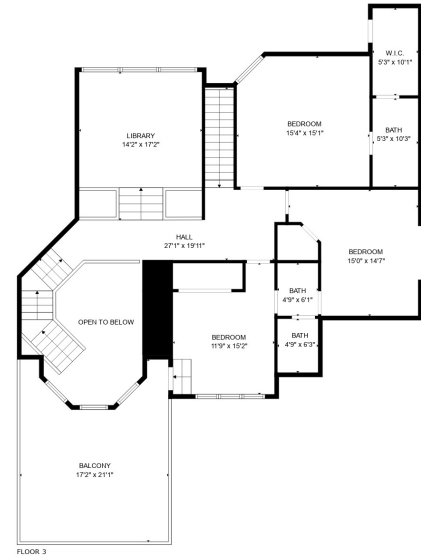 W.I.C.
5'3" x 10'1"
BEDROOM
15'4" x 15'1"
LIBRARY
14'2" x 17'2"
BATH
5'3" x 10'3"
HALL
27'1" x 19'11"
BEDROOM
15'0" x 14'7"
BATH
4'9" x 6'1"
OPEN TO BELOW
BEDROOM
11'9" x 15'2"
BATH
4'9" x 6'3"
BALCONY
17'2" x 21'1"
FLOOR 3